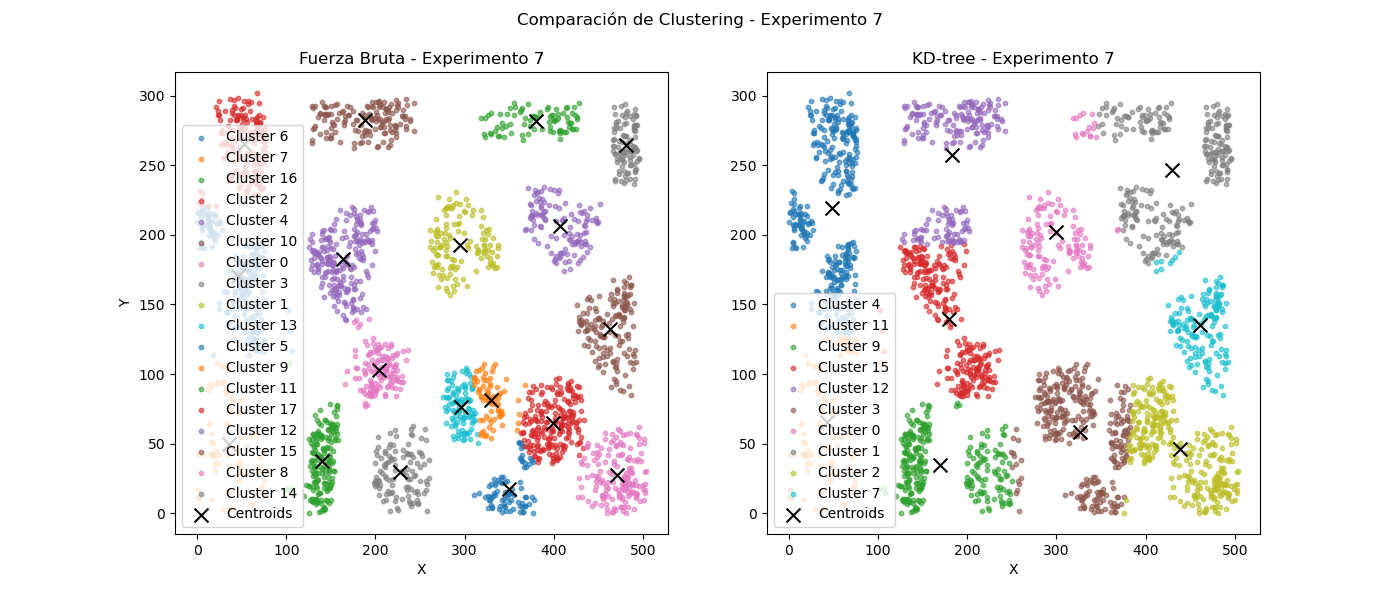 Comparación de Clustering - Experimento 7
Fuerza Bruta - Experimento 7
Y
300
250
200
150
100
50
0
Cluster 6
Cluster 7
Cluster 16
Cluster 2
Cluster 4
Cluster 10
Cluster 0
Cluster 3
Cluster 1
Cluster 13
Cluster 5
Cluster 9
Cluster 11
Cluster 17
Cluster 12
Cluster 15
Cluster 8
Cluster 14
Centroids
0 100 200 300 400 500
X
KD-tree - Experimento 7
300
250
200
150
100
50
0
Cluster 4
Cluster 11
Cluster 9
Cluster 15
Cluster 12
Cluster 3
Cluster 0
Cluster 1
Cluster 2
Cluster 7
Centroids
0 100 200 300 400 500
X